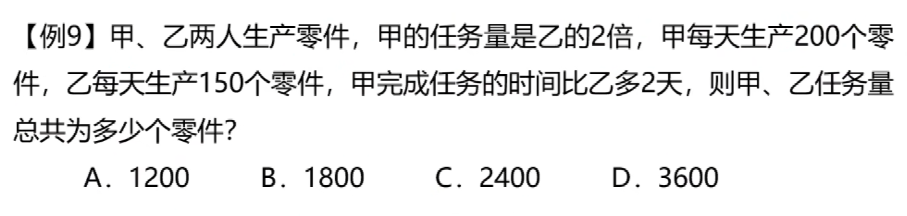 【例9】甲、乙两人生产零件，甲的任务量是乙的2倍，甲每天生产200个零
件，乙每天生产150个零件，甲完成任务的时间比乙多2天，则甲、乙任务量
总共为多少个零件？
A．1200 B．1800 C．2400 D．3600